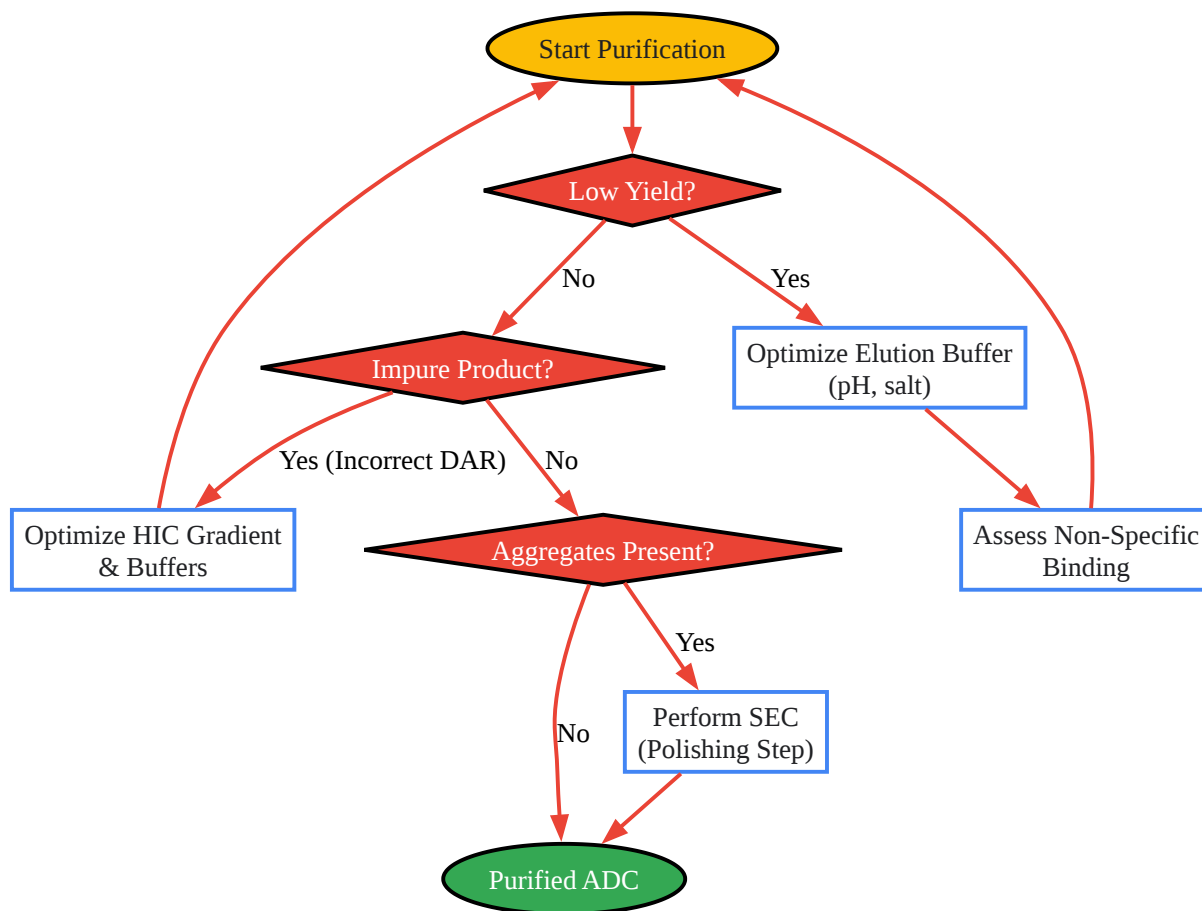 Start Purification
Low Yield?
No
Yes
Optimize Elution Buffer
(pH, salt)
Impure Product?
Yes (Incorrect DAR)
No
Optimize HIC Gradient
& Buffers
Aggregates Present?
Assess Non-Specific
Binding
Yes
No
Perform SEC
(Polishing Step)
Purified ADC